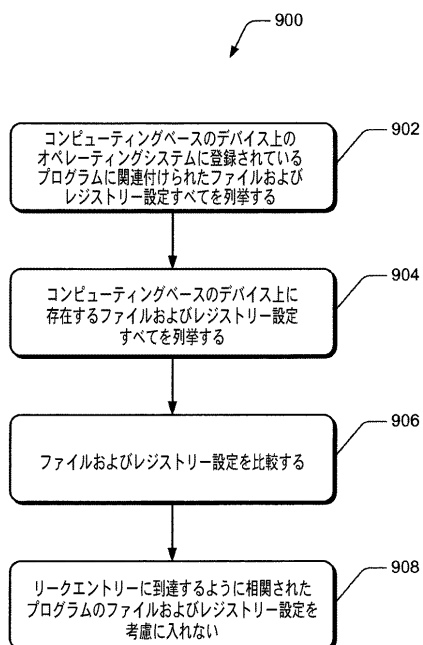 900
902
コンピューティングベースのデバイス上の
オペレーティングシステムに登録されている
プログラムに関連付けられたファイルおよび
レジストリー設定すべてを列挙する
904
コンピューティングベースのデバイス上に
存在するファイルおよびレジストリー設定
すべてを列挙する
906
ファイルおよびレジストリー設定を比較する
908
リークエントリーに到達するように相関された
プログラムのファイルおよびレジストリー設定を
考慮に入れない